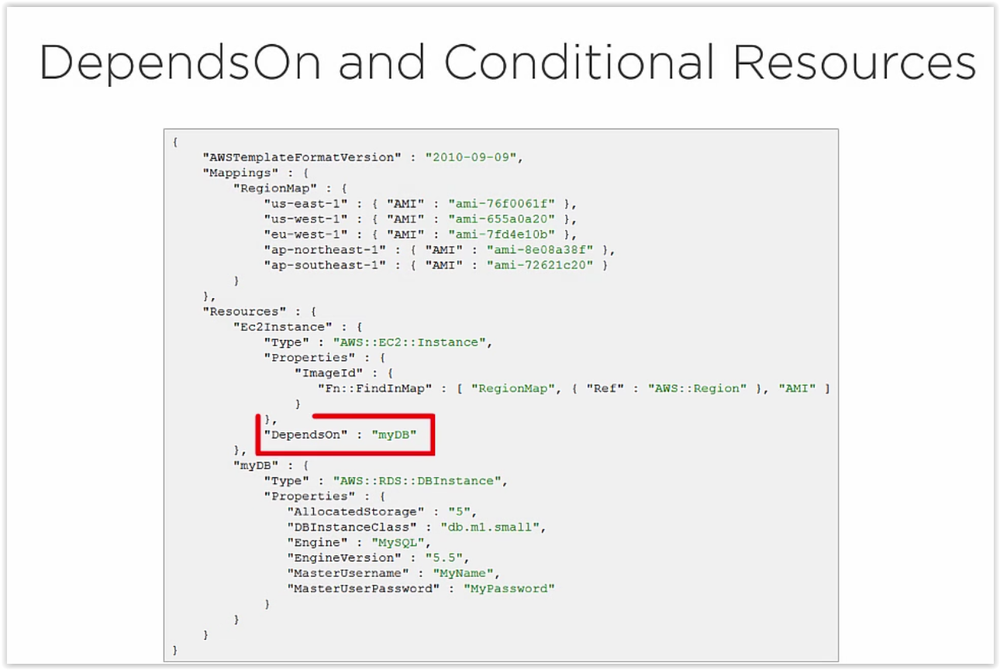 DependsOn and Conditional Resources
{
"AWSTemplateFormatVersion" : "2010-09-09",
"Mappings" : {
"RegionMap" : {
"us-east-1" : { "AMI" : "ami-76f0061f" },
"us-west-1" : { "AMI" : "ami-655a0a20" },
"eu-west-1" : { "AMI" : "ami-7fd4e10b" },
"ap-northeast-1" : { "AMI" : "ami-8e08a38f" },
"ap-southeast-1" : { "AMI" : "ami-72621c20" }
}
},
"Resources" : {
"Ec2Instance" : {
"Type" : "AWS::EC2::Instance",
"Properties" : {
"ImageId" : {
"Fn::FindInMap" : [ "RegionMap", { "Ref" : "AWS::Region" }, "AMI" ]
}
},
"DependsOn" : "myDB"
},
"myDB" : {
"Type" : "AWS::RDS::DBInstance",
"Properties" : {
"AllocatedStorage" : "5",
"DBInstanceClass" : "db.m1.small",
"Engine" : "MySQL",
"EngineVersion" : "5.5",
"MasterUsername" : "MyName",
"MasterUserPassword" : "MyPassword"
}
}
}
}